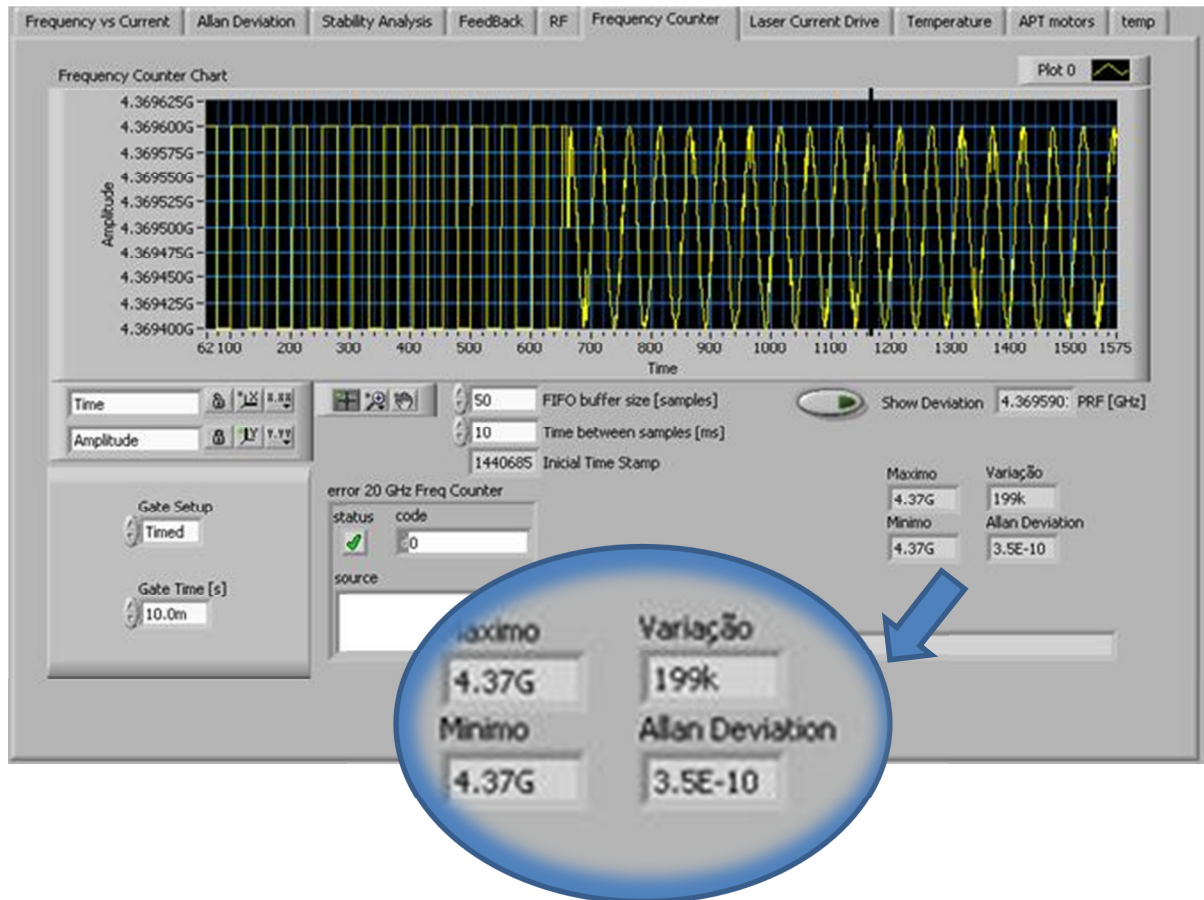 Frequency vs Current Allan Deviation Stability Analysis FeedBack RF Frequency Counter Laser Current Drive Temperature APT motors temp
Frequency Counter Chart
Plot 0
4.369625G
4.369600G
4.369575G
4.369550G
4.369525G
4.369500G
4.369475G
4.369450G
4.369425G
4.369400G
Amplitude
62 100 200 300 400 500 600 700 800 900 1000 1100 1200 1300 1400 1500 1575
Time
Time
Amplitude
50 FIFO buffer size [samples]
10 Time between samples [ms]
1440685 Inicial Time Stamp
Show Deviation 4.369590: PRF [GHz]
Gate Setup
Timed
Gate Time [s]
10.0m
error 20 GHz Freq Counter
status code
0
source
Maximo Variação
4.37G 199k
Minimo Allan Deviation
4.37G 3.5E-10
aximo Variação
4.37G 199k
Minimo Allan Deviation
4.37G 3.5E-10